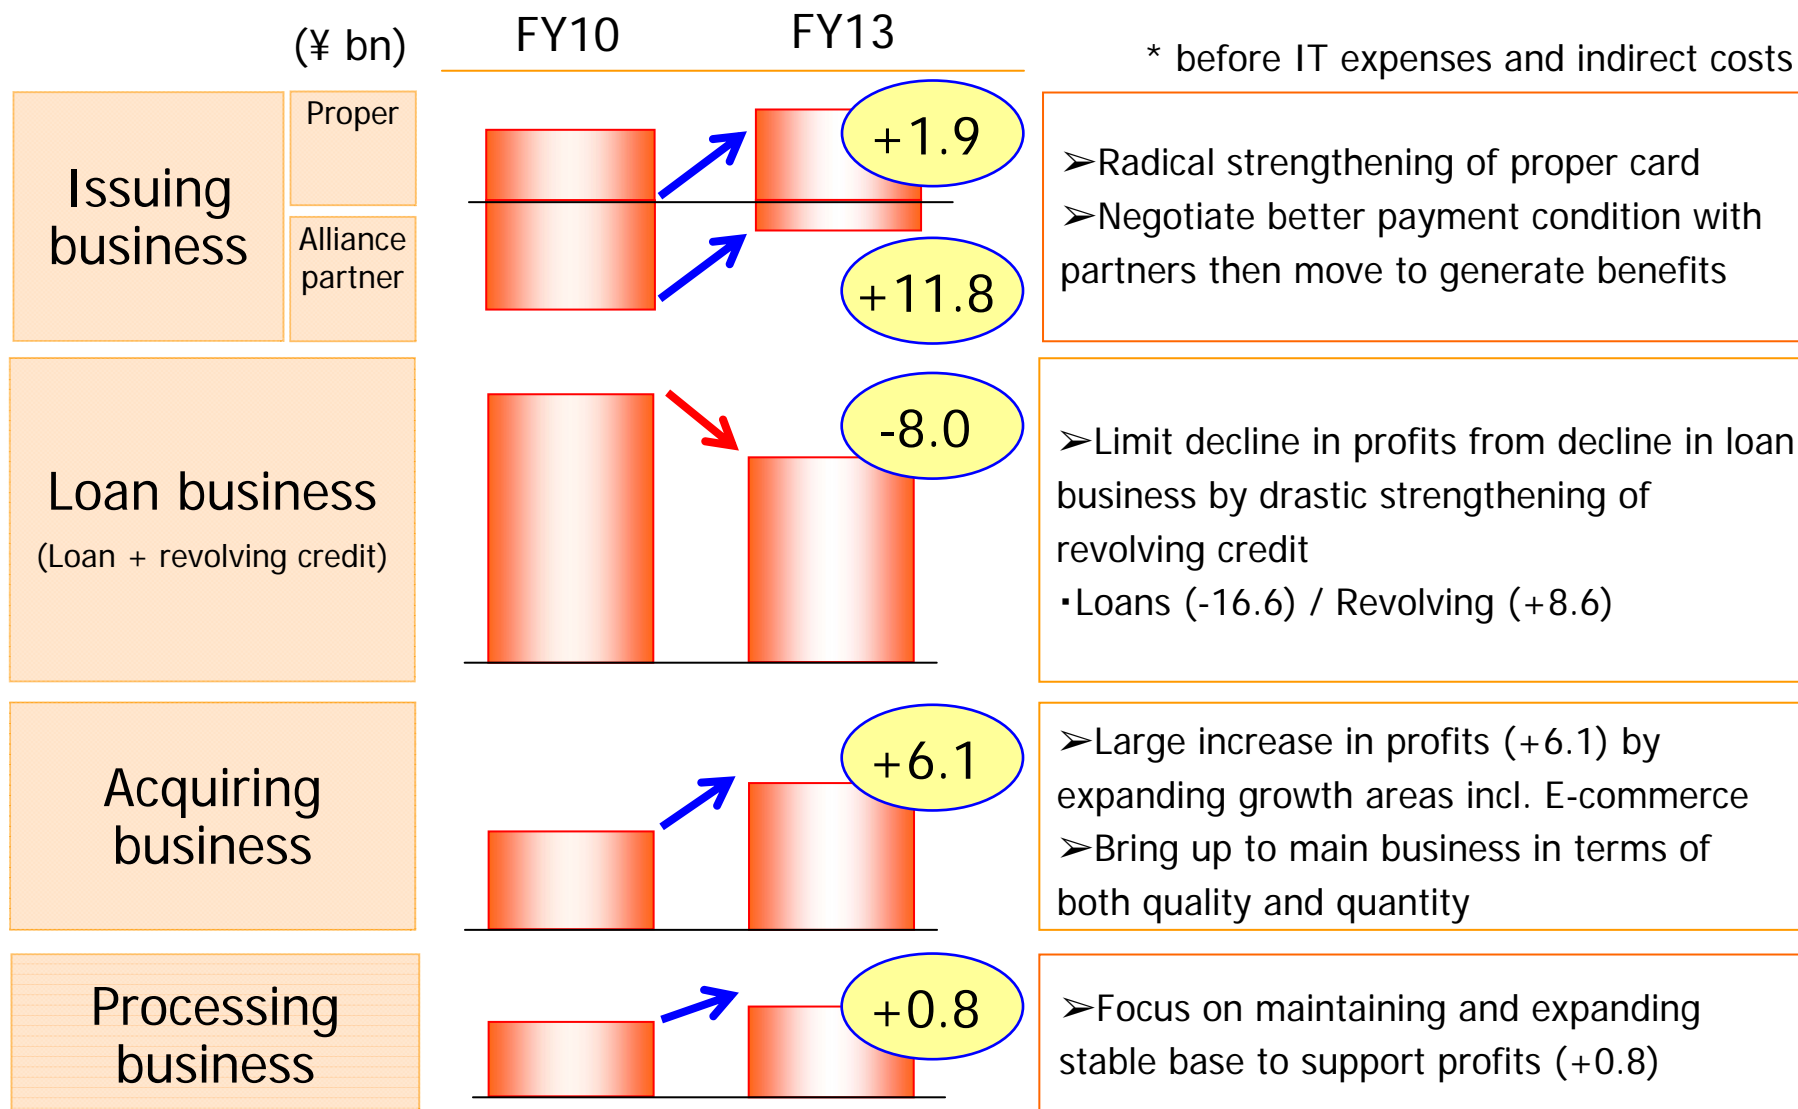 (¥ bn)
FY10
FY13
* before IT expenses and indirect costs
Issuing
business
Proper
Alliance
partner
+1.9
+11.8
➢Radical strengthening of proper card
➢Negotiate better payment condition with
partners then move to generate benefits
Loan business
(Loan + revolving credit)
-8.0
➢Limit decline in profits from decline in loan
business by drastic strengthening of
revolving credit
・Loans (-16.6) / Revolving (+8.6)
Acquiring
business
+6.1
➢Large increase in profits (+6.1) by
expanding growth areas incl. E-commerce
➢Bring up to main business in terms of
both quality and quantity
Processing
business
+0.8
➢Focus on maintaining and expanding
stable base to support profits (+0.8)